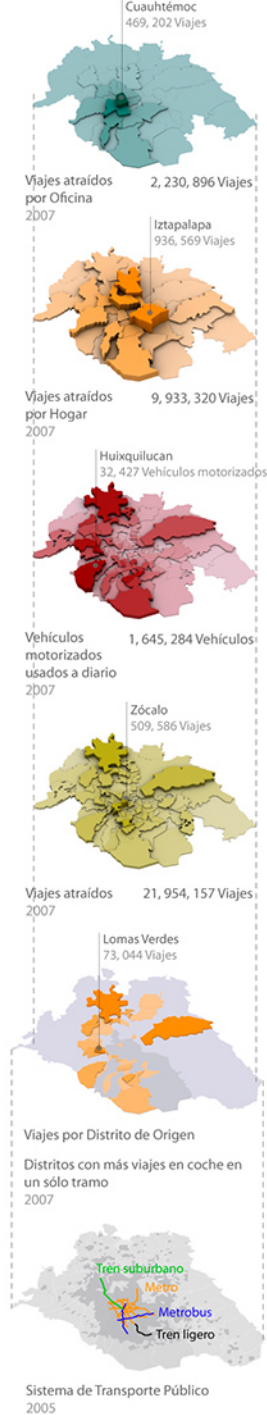 Cuauhtémoc
469, 202 Viajes
Viajes atraídos
por Oficina
2, 230, 896 Viajes
2007
Iztapalapa
936, 569 Viajes
Viajes atraídos
por Hogar
9, 933, 320 Viajes
2007
Huixquilucan
32, 427 Vehículos motorizados
Vehículos
motorizados
usados a diario
1, 645, 284 Vehículos
2007
Zócalo
509, 586 Viajes
Viajes atraídos
21, 954, 157 Viajes
2007
Lomas Verdes
73, 044 Viajes
Viajes por Distrito de Origen
Distritos con más viajes en coche en
un sólo tramo
2007
Tren suburbano
Metro
Metrobus
Tren ligero
Sistema de Transporte Público
2005